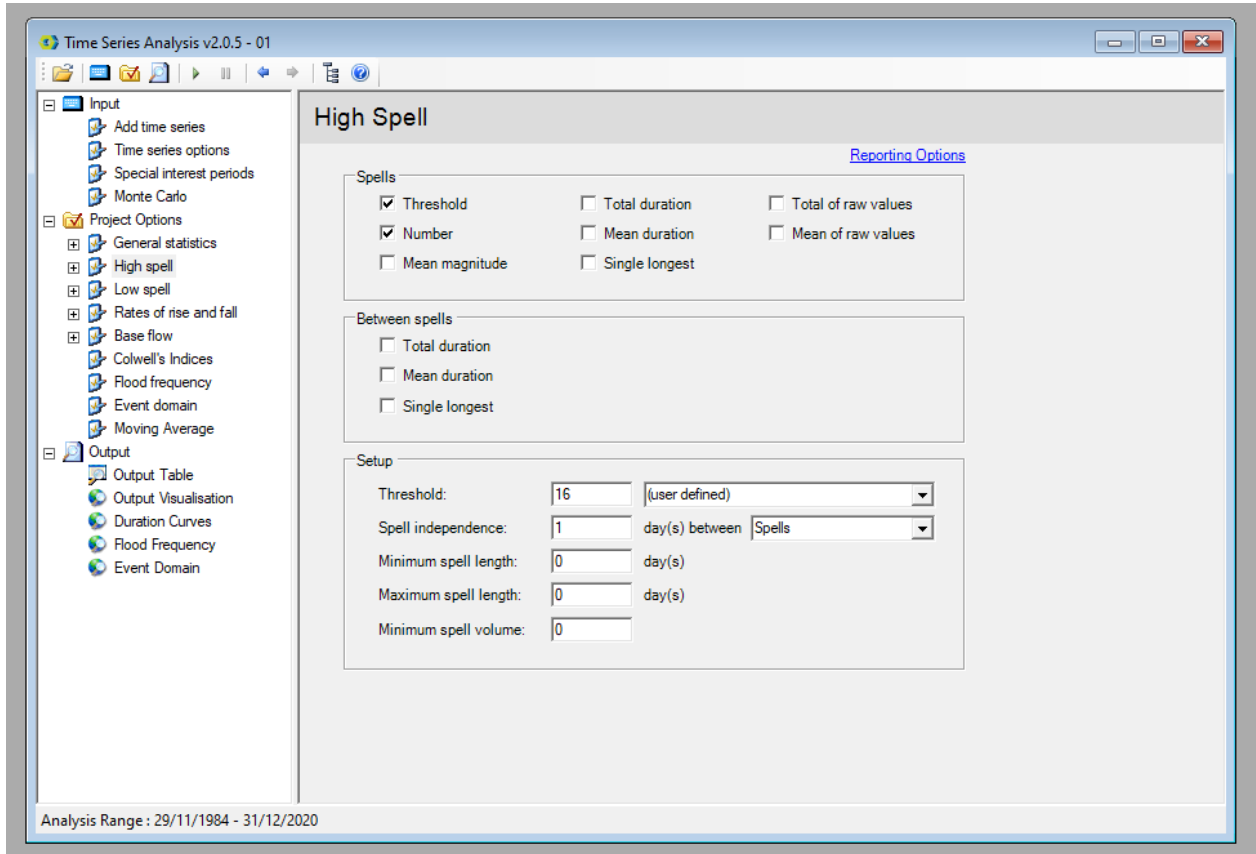 Time Series Analysis v2.0.5 - 01
Input
Add time series
Time series options
Special interest periods
Monte Carlo
Project Options
General statistics
High spell
Low spell
Rates of rise and fall
Base flow
Colwell's Indices
Flood frequency
Event domain
Moving Average
Output
Output Table
Output Visualisation
Duration Curves
Flood Frequency
Event Domain
High Spell
Reporting Options
Spells
Threshold Total duration Total of raw values
Number Mean duration Mean of raw values
Mean magnitude Single longest
Between spells
Total duration
Mean duration
Single longest
Setup
Threshold: 16 (user defined)
Spell independence: 1 day(s) between Spells
Minimum spell length: 0 day(s)
Maximum spell length: 0 day(s)
Minimum spell volume: 0
Analysis Range : 29/11/1984 - 31/12/2020